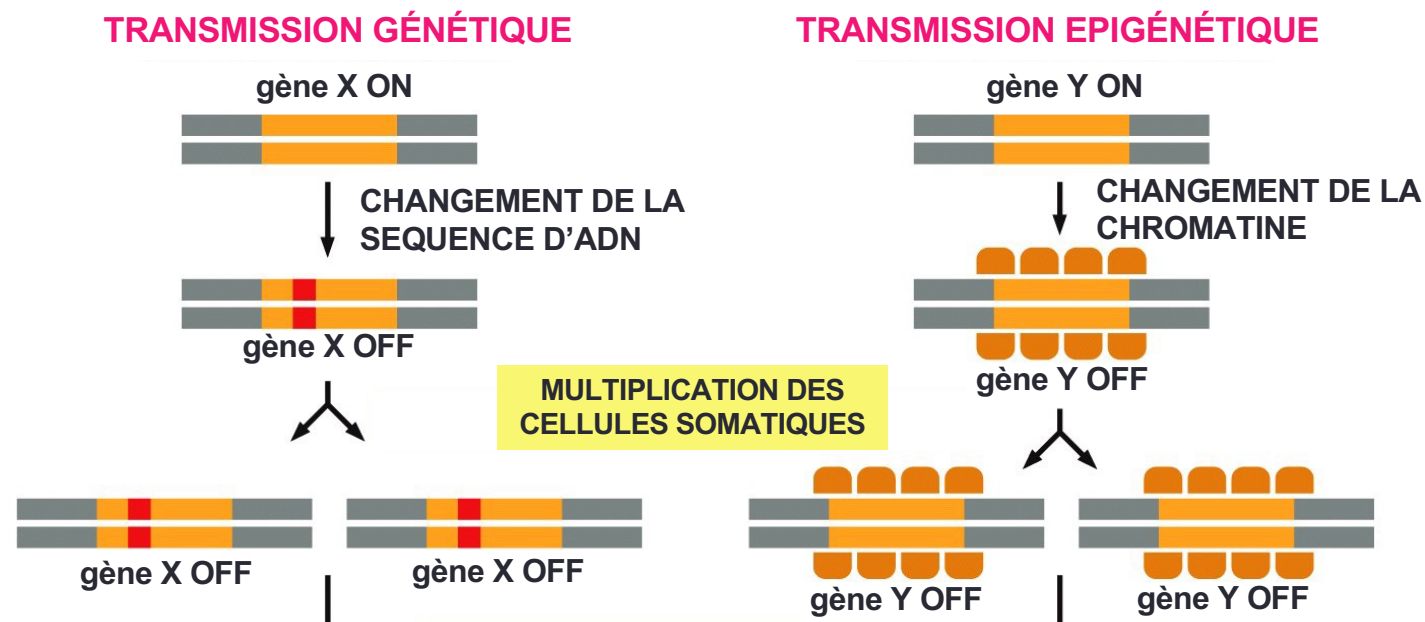 TRANSMISSION GÉNÉTIQUE
gène X ON
CHANGEMENT DE LA
SEQUENCE D'ADN
gène X OFF
TRANSMISSION EPIGÉNÉTIQUE
gène Y ON
CHANGEMENT DE LA
CHROMATINE
gène Y OFF
MULTIPLICATION DES
CELLULES SOMATIQUES
gène X OFF
gène X OFF
gène Y OFF
gène Y OFF